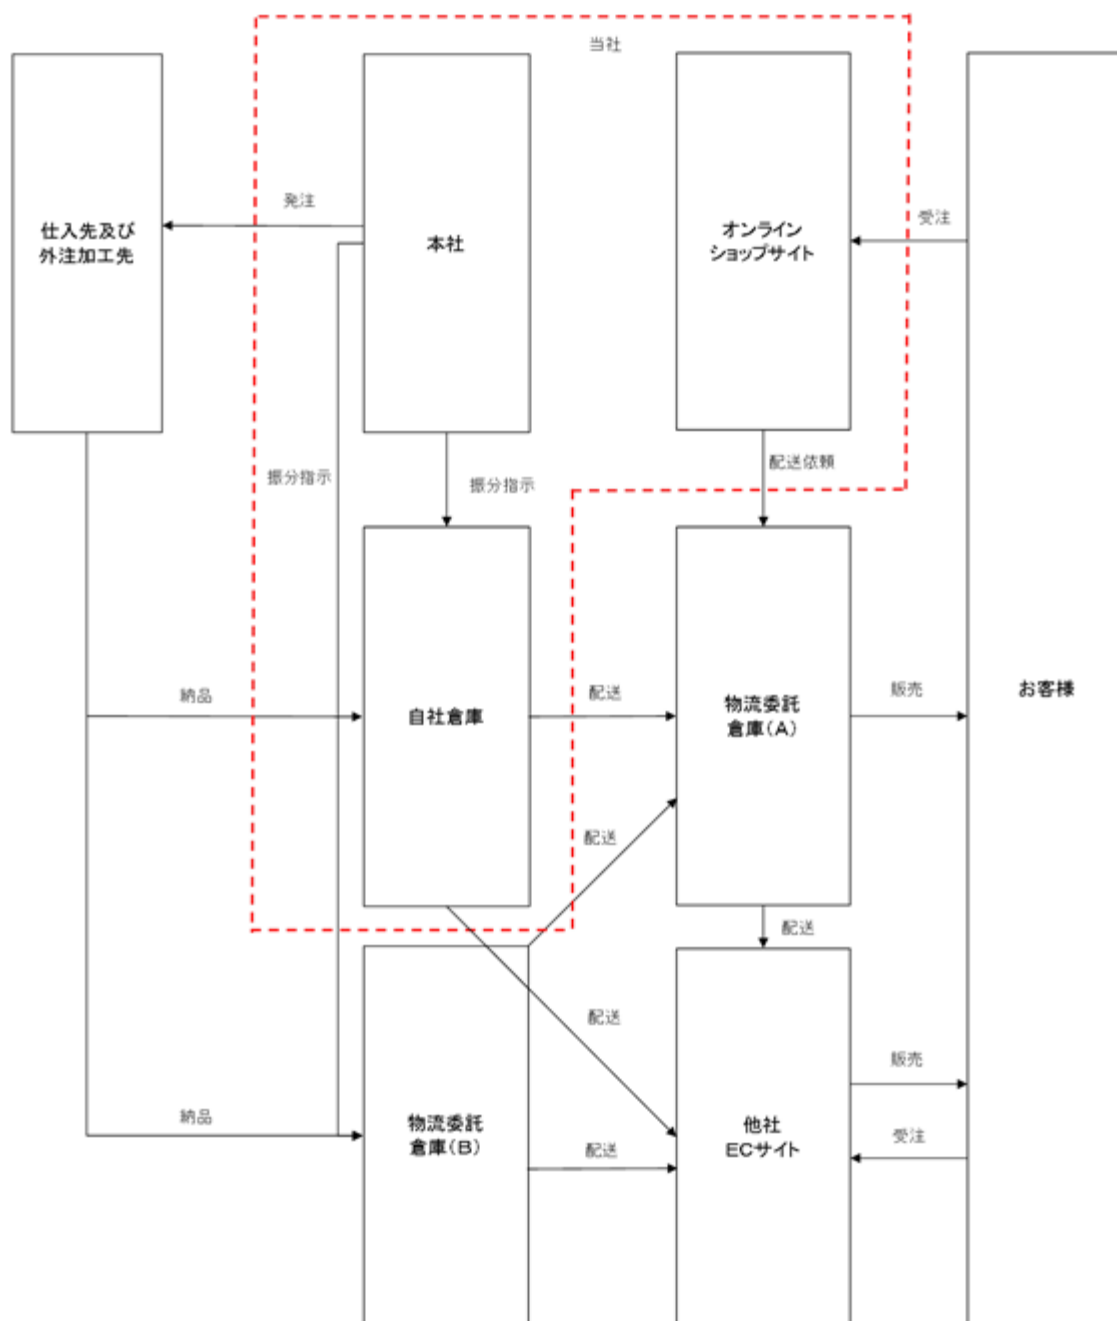 当社
発注
受注
仕入先及び
外注加工先
本社
オンライン
ショップサイト
振分指示
振分指示
配送依頼
納品
自社倉庫
配送
物流委託
倉庫(A)
販売
お客様
配送
配送
配送
販売
納品
物流委託
倉庫(B)
配送
他社
ECサイト
受注